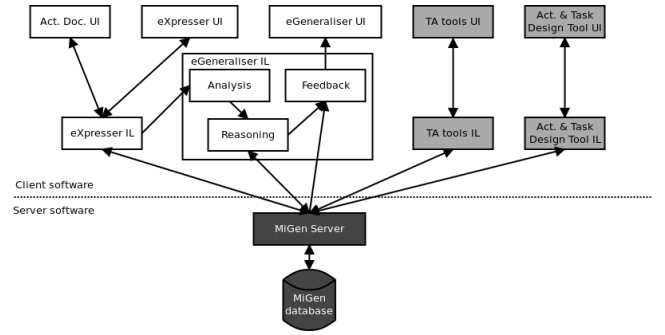 Act. Doc. UI
eXpresser UI
eGeneraliser UI
TA tools UI
Act. & Task
Design Tool UI
eGeneraliser IL
Analysis
Feedback
eXpresser IL
Reasoning
TA tools IL
Act. & Task
Design Tool IL
Client software
Server software
MiGen Server
MiGen
database